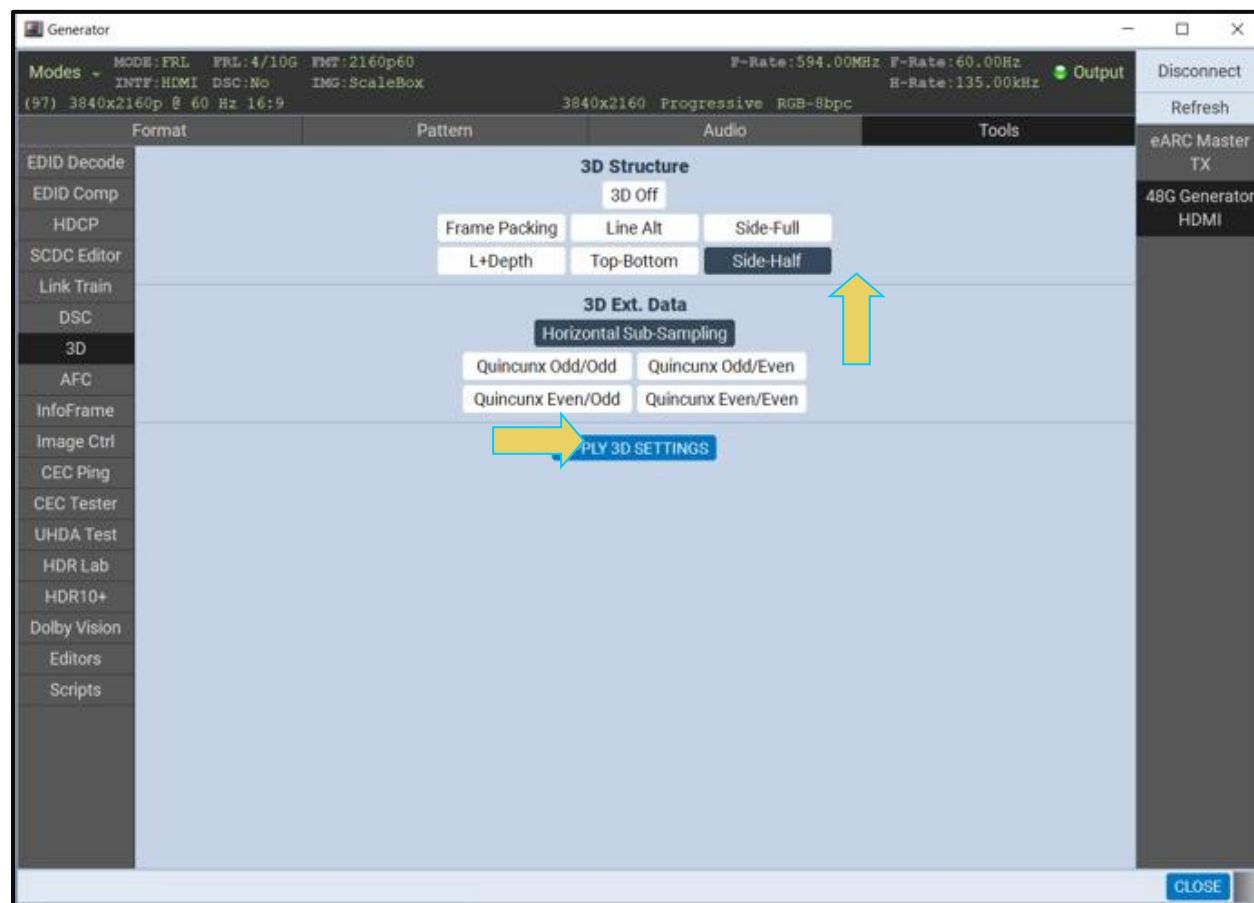 Generator
Modes MODE:FRL FRL:4/10G FMT:2160p60 P-Rate:594.00MHz F-Rate:60.00Hz Output
INTF:HDMI DSC:No IMG:ScaleBox H-Rate:135.00kHz
(97) 3840x2160p @ 60 Hz 16:9 3840x2160 Progressive RGB-8bpc
Disconnect
Refresh
eARC Master
TX
48G Generator
HDMI
Format Pattern Audio Tools
EDID Decode
EDID Comp
HDCP
SCDC Editor
Link Train
DSC
3D
AFC
InfoFrame
Image Ctrl
CEC Ping
CEC Tester
UHDA Test
HDR Lab
HDR10+
Dolby Vision
Editors
Scripts
3D Structure
3D Off
Frame Packing Line Alt Side-Full
L+Depth Top-Bottom Side-Half
3D Ext. Data
Horizontal Sub-Sampling
Quincunx Odd/Odd Quincunx Odd/Even
Quincunx Even/Odd Quincunx Even/Even
PLY 3D SETTINGS
CLOSE